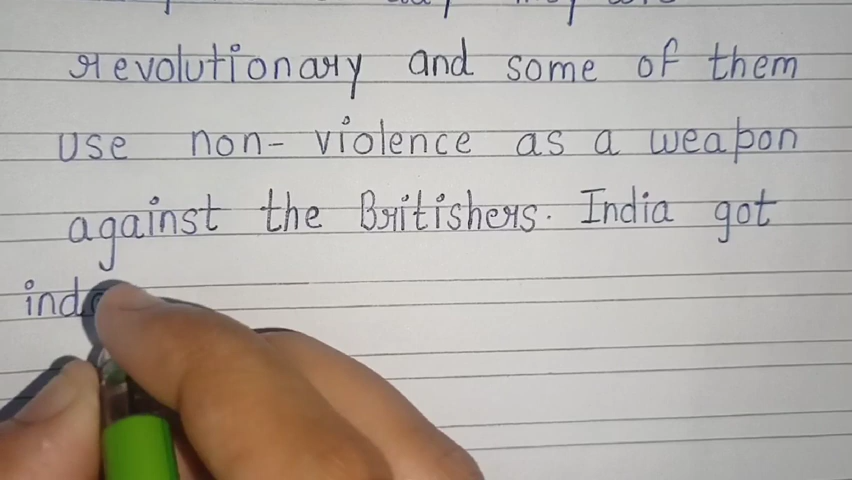 revolutionary and some of them
use non-violence as a weapon
against the Britishers. India got